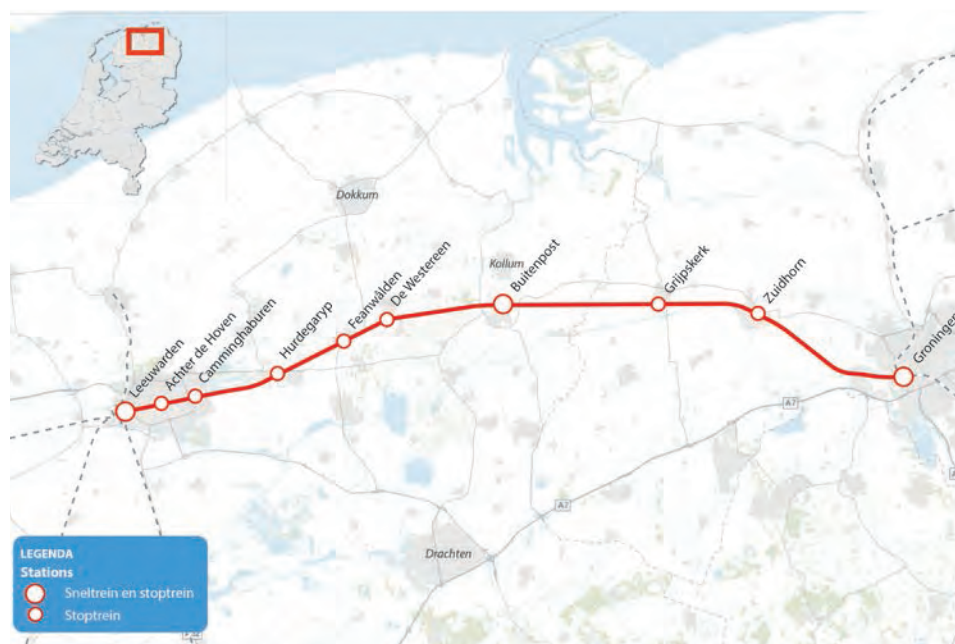 Dokkum
Kollum
Buitenpost
Grijpskerk
Zuidhorn
Groningen
De Westereen
Feanwâlden
Hurdegaryp
Camminghaburen
Achter de Hoven
Leeuwarden
A7
A7
Drachten
LEGENDA
Stations
Sneltrein en stoptrein
Stoptrein